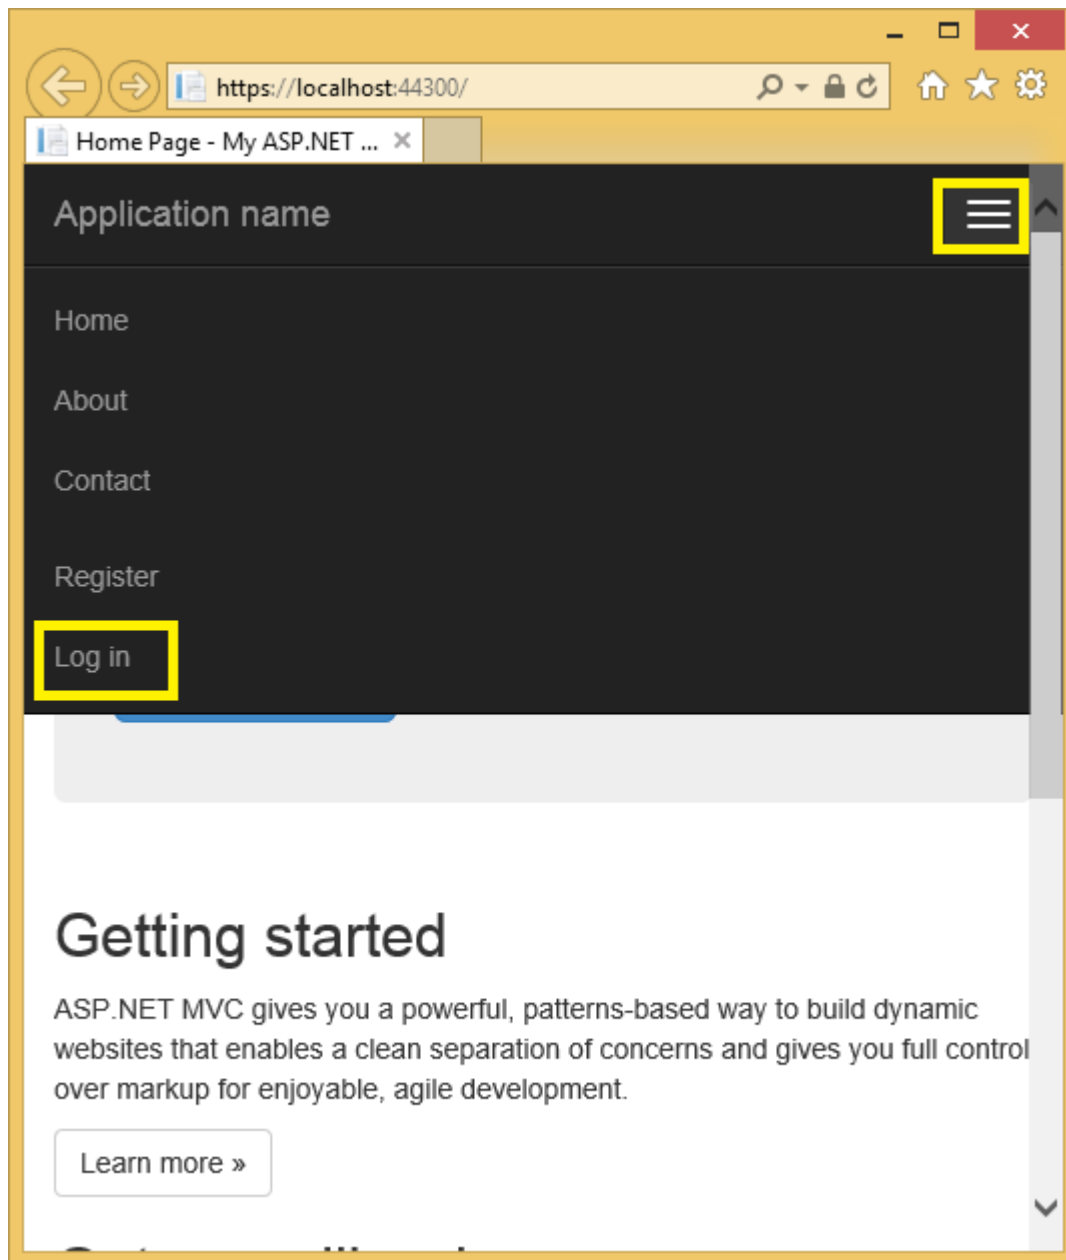 https://localhost:44300/
Home Page - My ASP.NET ...
Application name
Home
About
Contact
Register
Log in
Getting started
ASP.NET MVC gives you a powerful, patterns-based way to build dynamic
websites that enables a clean separation of concerns and gives you full control
over markup for enjoyable, agile development.
Learn more »